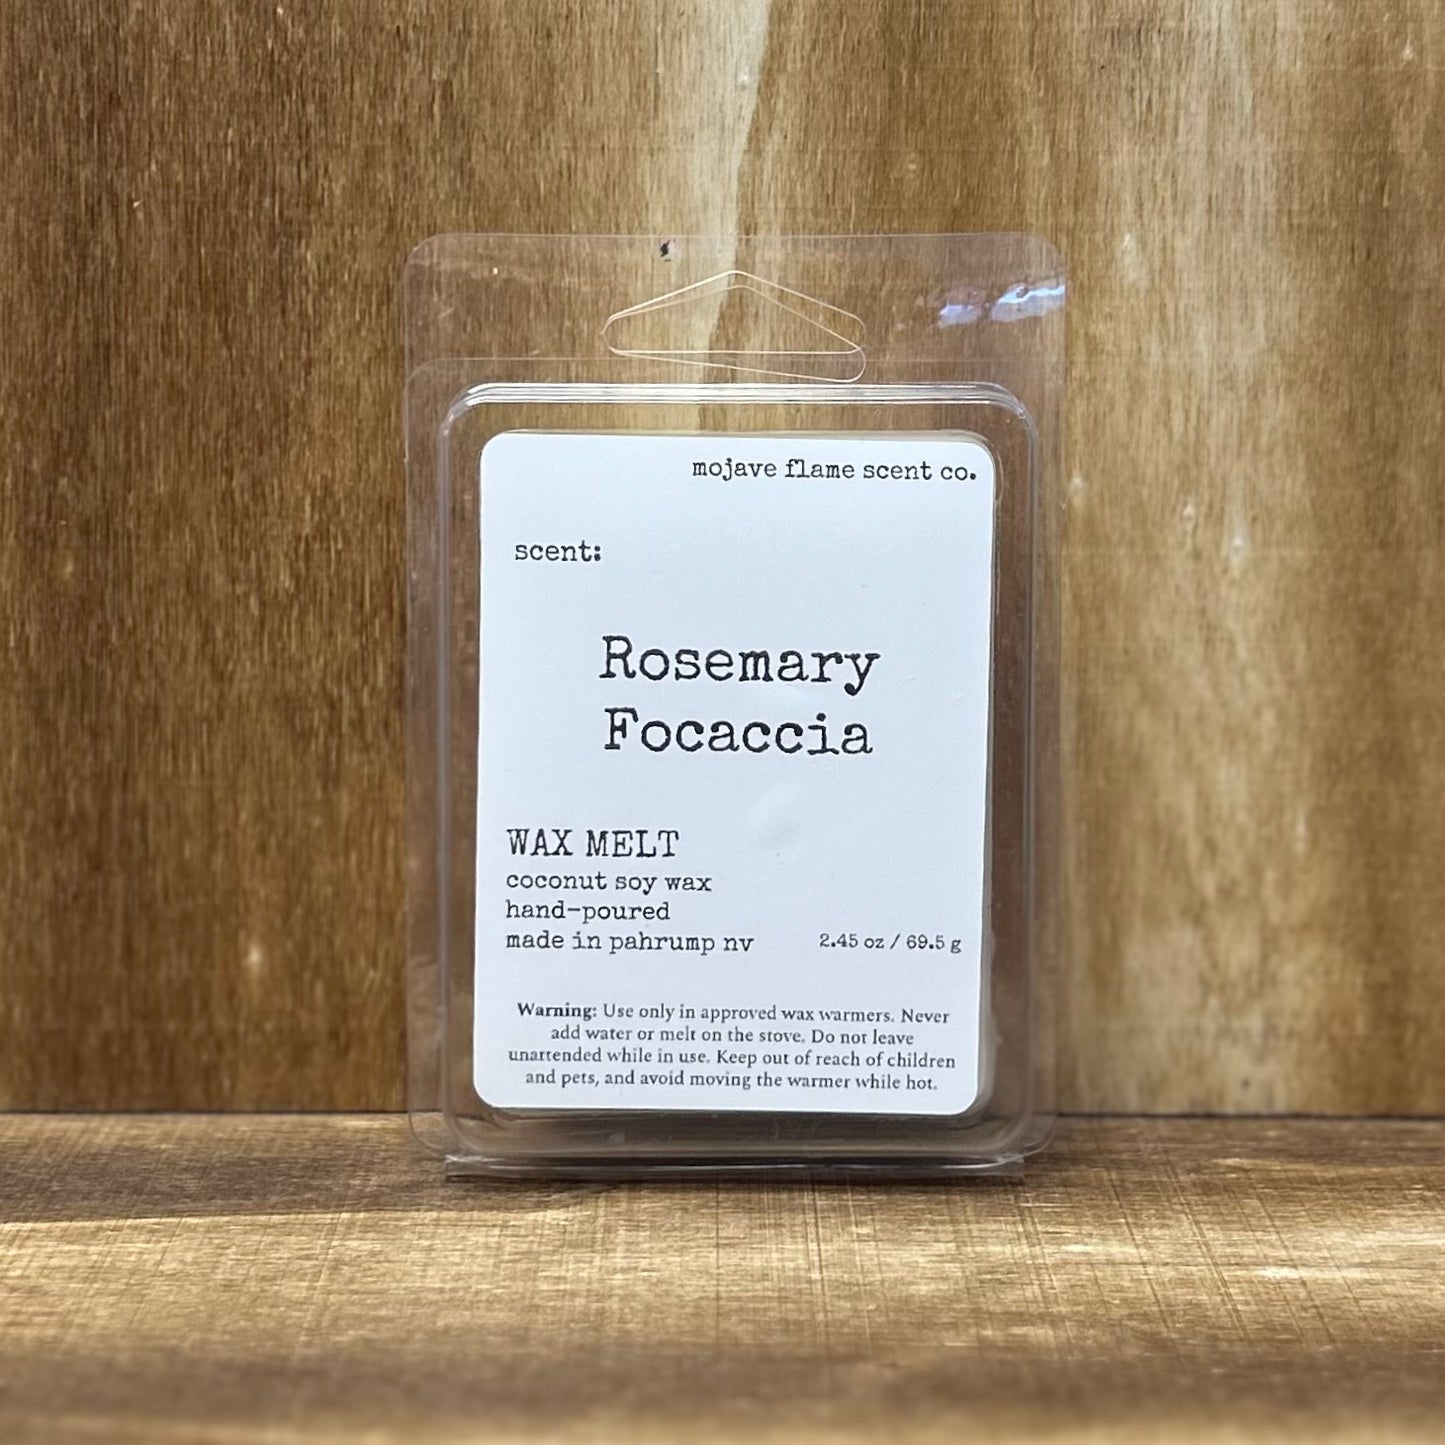 mojave flame scent co.
scent:
Rosemary
Focaccia
WAX MELT
coconut soy wax
hand-poured
made in pahrump nv
2.45 oz / 69.5 g
Warning: Use only in approved wax warmers. Never
add water or melt on the stove. Do not leave
unattended while in use. Keep out of reach of children
and pets, and avoid moving the warmer while hot.